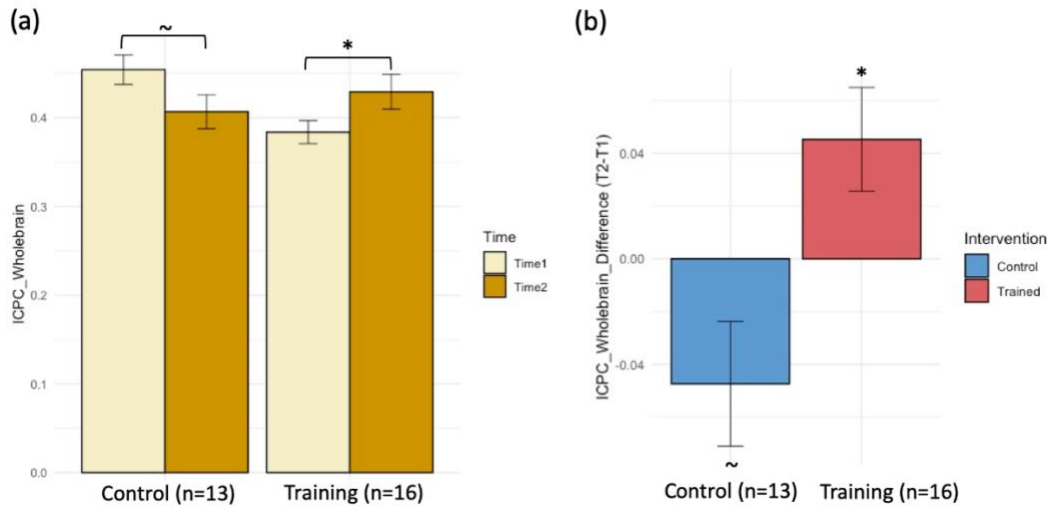 (a)
~
*
ICPC_Wholebrain
0.4
0.3
0.2
0.1
0.0
Control (n=13)
Training (n=16)
Time
Time1
Time2
(b)
*
ICPC_Wholebrain_Difference (T2-T1)
0.04
0.00
-0.04
~
Control (n=13)
Training (n=16)
Intervention
Control
Trained